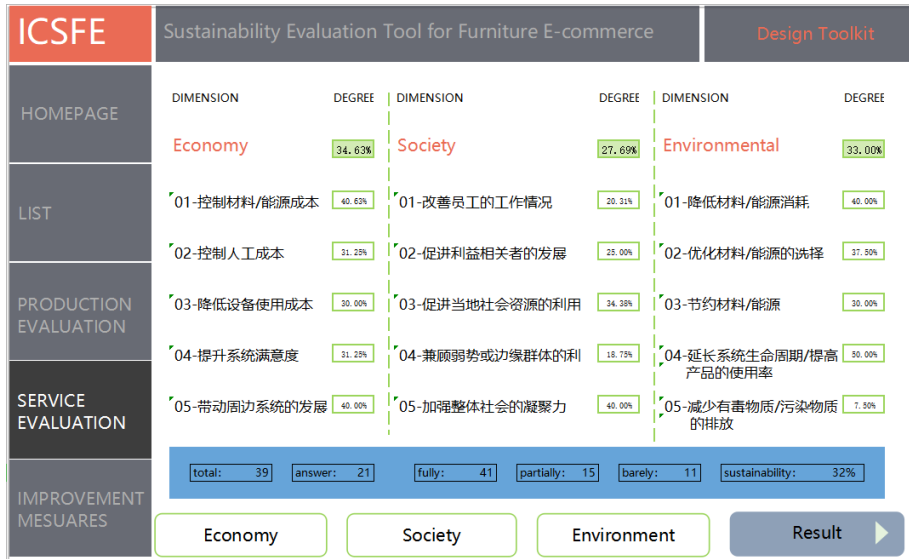 ICSFE
Sustainability Evaluation Tool for Furniture E-commerce
Design Toolkit
HOMEPAGE
LIST
PRODUCTION
EVALUATION
SERVICE
EVALUATION
IMPROVEMENT
MESUARES
DIMENSION DEGREE
Economy 34.63%
01-控制材料/能源成本 40.63%
02-控制人工成本 31.25%
03-降低设备使用成本 30.00%
04-提升系统满意度 31.25%
05-带动周边系统的发展 40.00%
DIMENSION DEGREE
Society 27.69%
01-改善员工的工作情况 20.31%
02-促进利益相关者的发展 25.00%
03-促进当地社会资源的利用 34.38%
04-兼顾弱势或边缘群体的利 18.75%
05-加强整体社会的凝聚力 40.00%
DIMENSION DEGREE
Environmental 33.00%
01-降低材料/能源消耗 40.00%
02-优化材料/能源的选择 37.50%
03-节约材料/能源 30.00%
04-延长系统生命周期/提高 50.00%
产品的使用率
05-减少有毒物质/污染物质 7.50%
的排放
total: 39 answer: 21 fully: 41 partially: 15 barely: 11 sustainability: 32%
Economy Society Environment Result